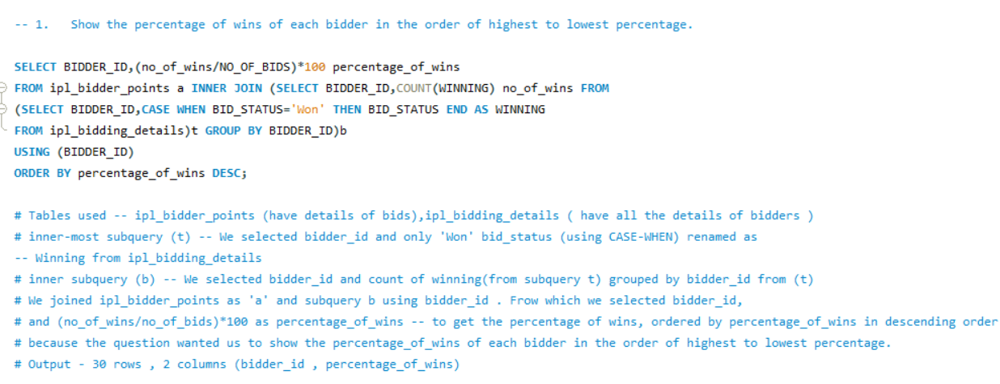 -- 1.   Show the percentage of wins of each bidder in the order of highest to lowest percentage.
SELECT BIDDER_ID,(no_of_wins/NO_OF_BIDS)*100 percentage_of_wins
FROM ipl_bidder_points a INNER JOIN (SELECT BIDDER_ID,COUNT(WINNING) no_of_wins FROM
(SELECT BIDDER_ID,CASE WHEN BID_STATUS='Won' THEN BID_STATUS END AS WINNING
FROM ipl_bidding_details)t GROUP BY BIDDER_ID)b
USING (BIDDER_ID)
ORDER BY percentage_of_wins DESC;
# Tables used -- ipl_bidder_points (have details of bids),ipl_bidding_details ( have all the details of bidders )
# inner-most subquery (t) -- We selected bidder_id and only 'Won' bid_status (using CASE-WHEN) renamed as
-- Winning from ipl_bidding_details
# inner subquery (b) -- We selected bidder_id and count of winning(from subquery t) grouped by bidder_id from (t)
# We joined ipl_bidder_points as 'a' and subquery b using bidder_id . Frow which we selected bidder_id,
# and (no_of_wins/no_of_bids)*100 as percentage_of_wins -- to get the percentage of wins, ordered by percentage_of_wins in descending order
# because the question wanted us to show the percentage_of_wins of each bidder in the order of highest to lowest percentage.
# Output - 30 rows , 2 columns (bidder_id , percentage_of_wins)